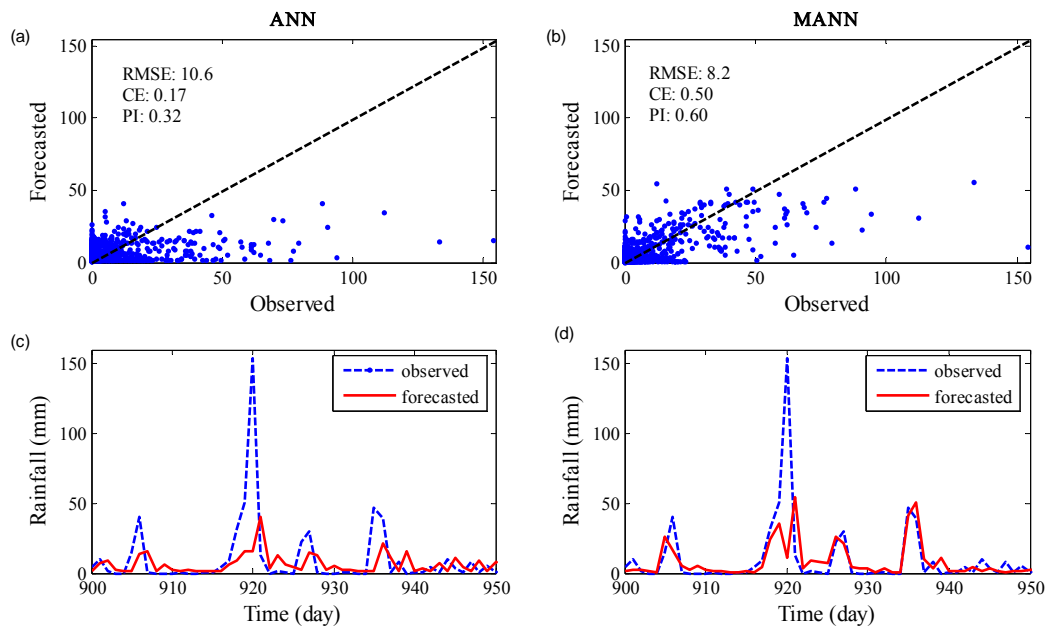 ANN
(a)
150
100
50
0
Forecasted
RMSE: 10.6
CE: 0.17
PI: 0.32
0 50 100 150
Observed
MANN
(b)
150
100
50
0
Forecasted
RMSE: 8.2
CE: 0.50
PI: 0.60
0 50 100 150
Observed
(c)
150
100
50
0
Rainfall (mm)
observed
forecasted
900 910 920 930 940 950
Time (day)
(d)
150
100
50
0
Rainfall (mm)
observed
forecasted
900 910 920 930 940 950
Time (day)